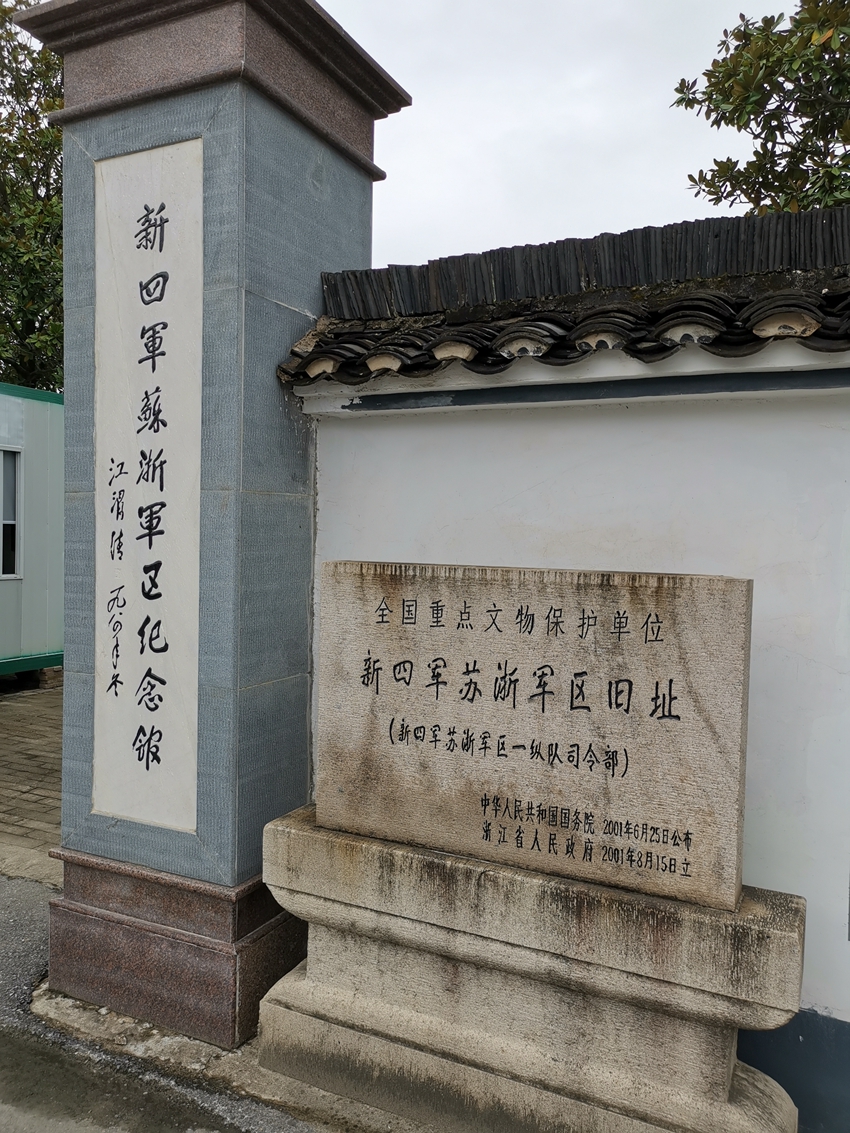 新四軍蘇浙軍区纪念館
江渭清 一九八四年冬
全国重点文物保护单位
新四军苏浙军区旧址
(新四军苏浙军区一纵队司令部)
中华人民共和国国务院 2001年6月25日公布
浙江省人民政府 2001年8月15日立